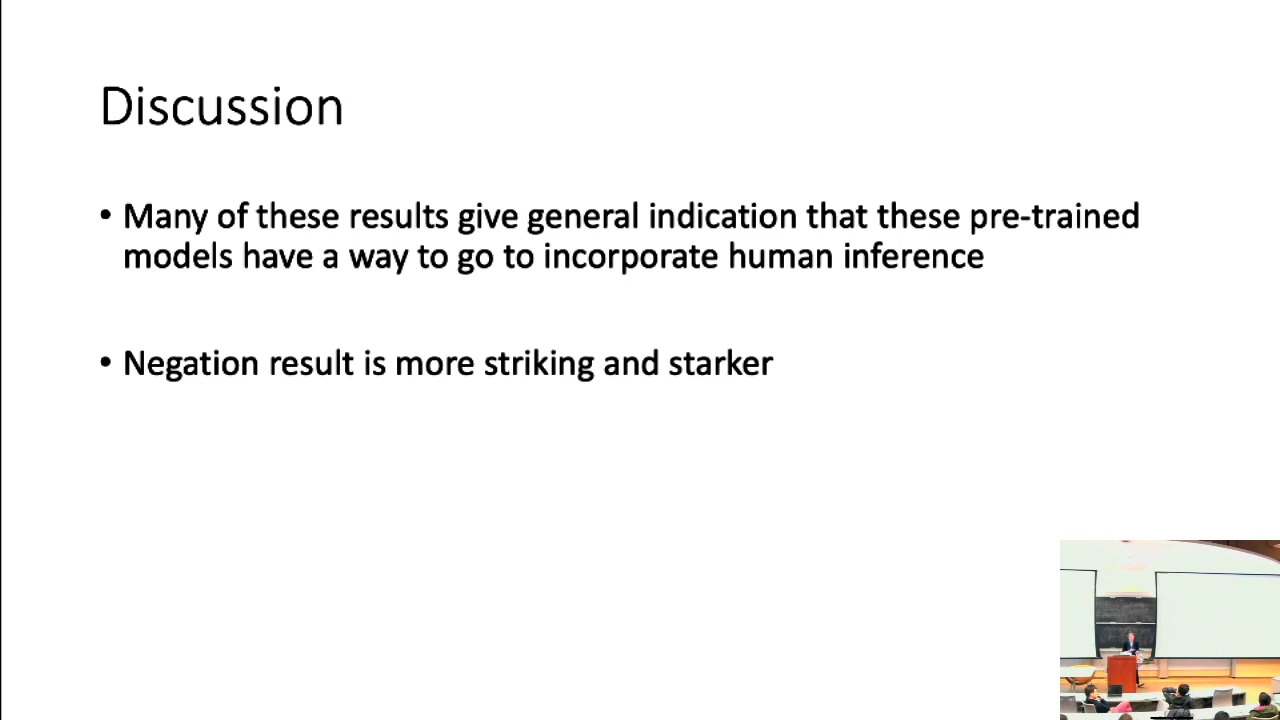 Discussion
• Many of these results give general indication that these pre-trained
models have a way to go to incorporate human inference
• Negation result is more striking and starker